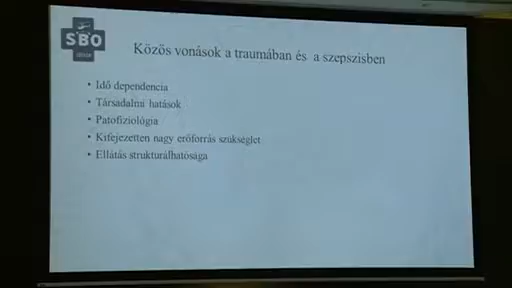 SBO
Közös vonások a traumában és a szepszisben
• Idő dependencia
• Társadalmi hatások
• Patofiziológia
• Kifejezetten nagy erőforrás szükséglet
• Ellátás strukturálhatósága